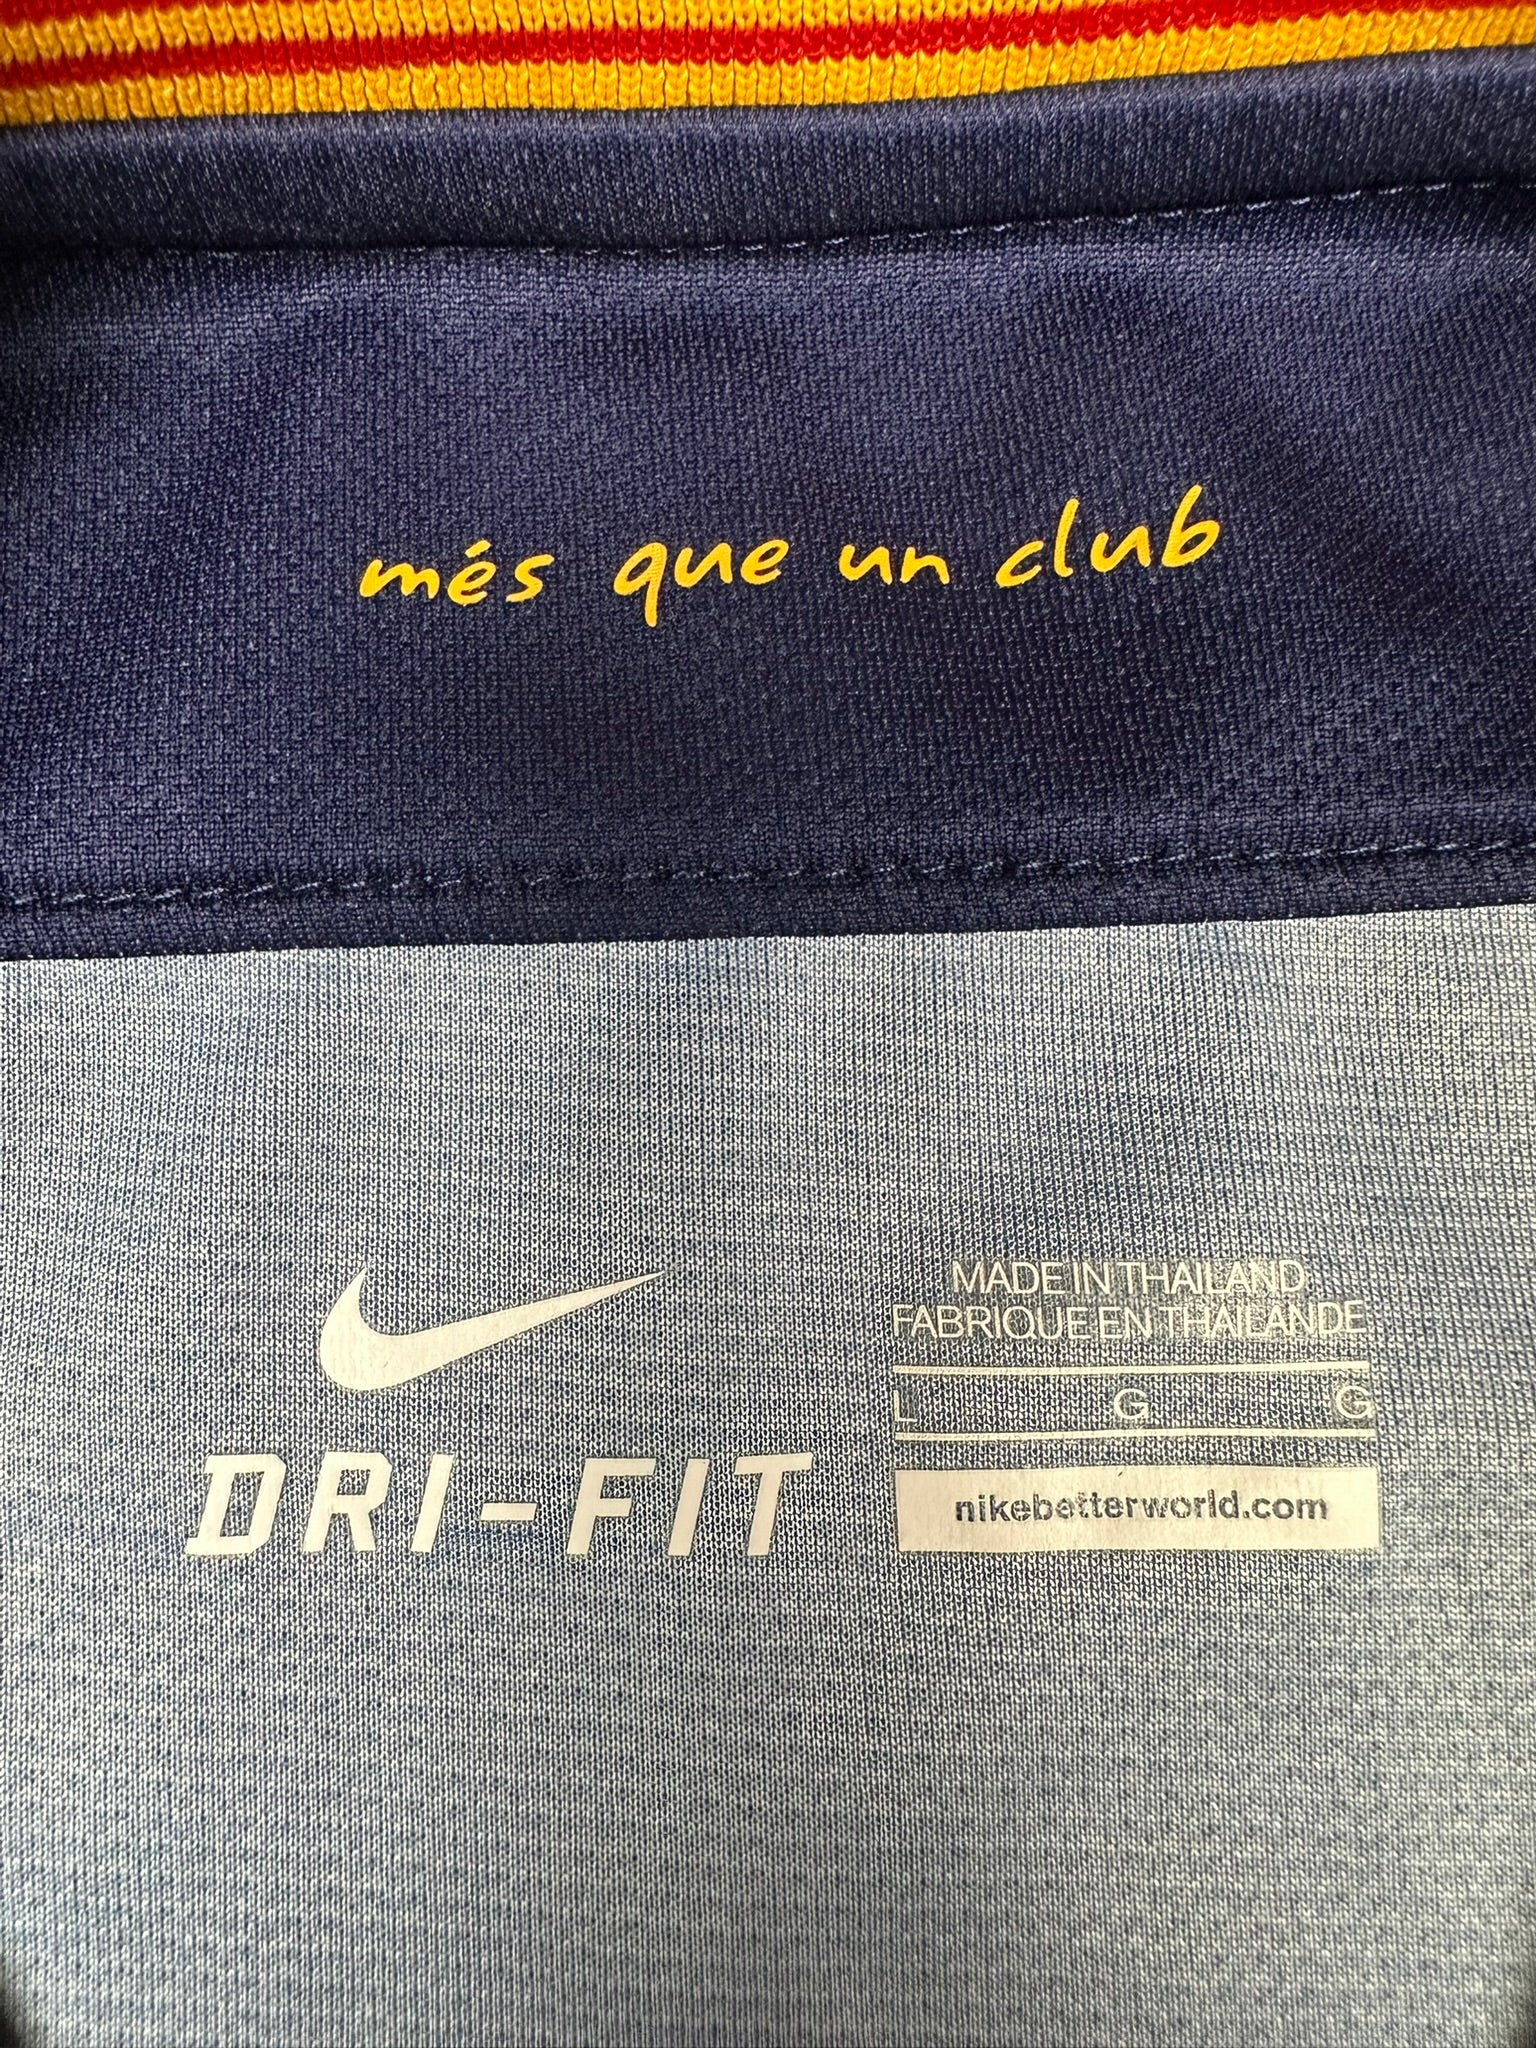 més que un club
MADE IN THAILAND
FABRIQUE EN THAILANDE
L G G
DRI-FIT
nikebetterworld.com